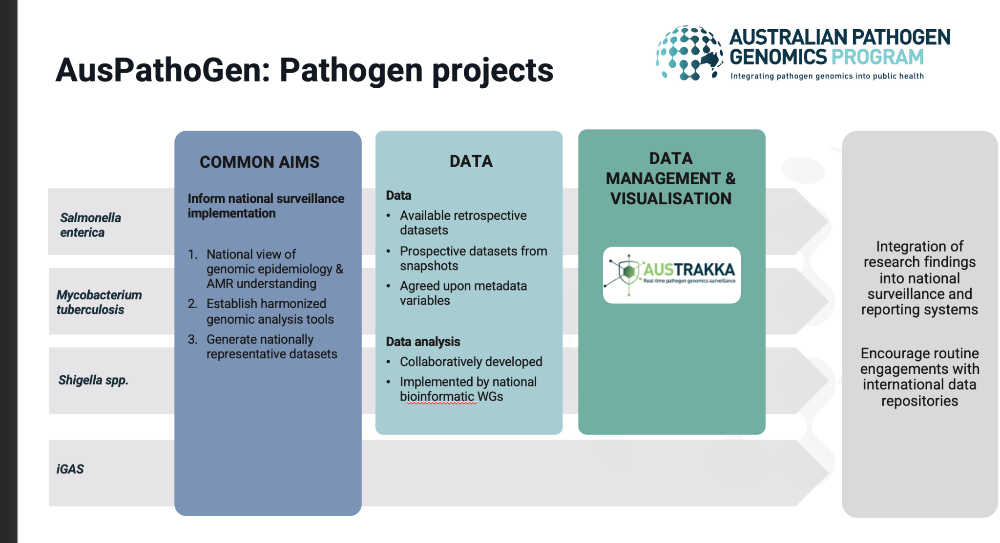 AusPathoGen: Pathogen projects
AUSTRALIAN PATHOGEN
GENOMICS PROGRAM
Integrating pathogen genomics into public health
Salmonella
enterica
Mycobacterium
tuberculosis
Shigella spp.
iGAS
COMMON AIMS
Inform national surveillance
implementation
1. National view of
genomic epidemiology &
AMR understanding
2. Establish harmonized
genomic analysis tools
3. Generate nationally
representative datasets
DATA
Data
• Available retrospective
datasets
• Prospective datasets from
snapshots
• Agreed upon metadata
variables
Data analysis
• Collaboratively developed
• Implemented by national
bioinformatic WGs
DATA
MANAGEMENT &
VISUALISATION
AUSTRAKKA
Real-time pathogen genomics surveillance
Integration of
research findings
into national
surveillance and
reporting systems
Encourage routine
engagements with
international data
repositories